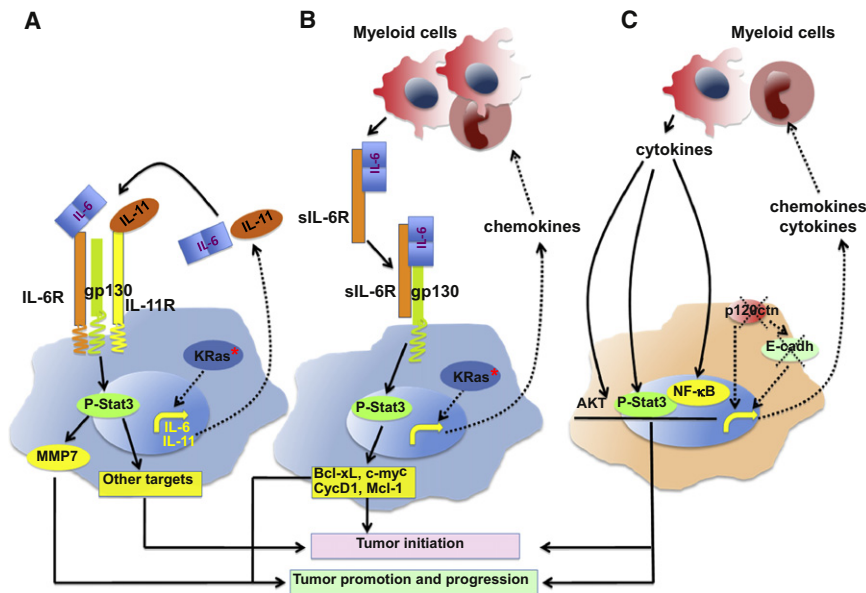 A
B
C
Myeloid cells
Myeloid cells
IL-6
IL-11
IL-6
IL-11
IL-6R
gp130
IL-11R
KRas*
P-Stat3
IL-6
IL-11
MMP7
Other targets
IL-6
sIL-6R
IL-6
sIL-6R
gp130
chemokines
KRas*
P-Stat3
Bcl-xL, c-myc
CycD1, Mcl-1
cytokines
chemokines
cytokines
p120ctn
E-cadh
AKT
P-Stat3
NF-κB
Tumor initiation
Tumor promotion and progression